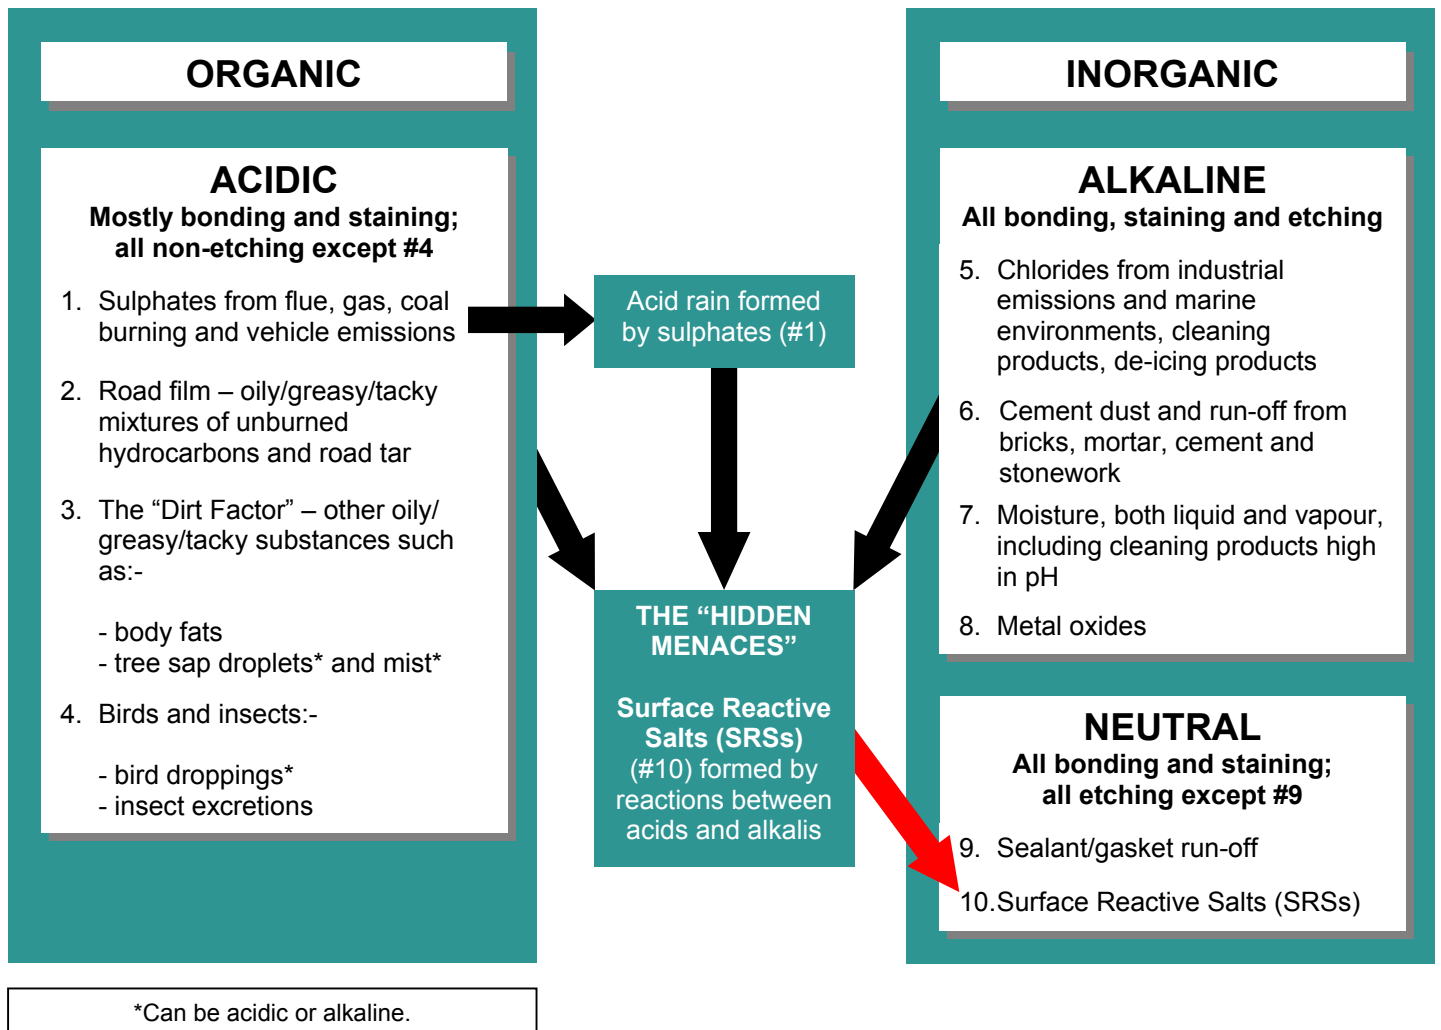 ORGANIC
ACIDIC
Mostly bonding and staining;
all non-etching except #4
1. Sulphates from flue, gas, coal
burning and vehicle emissions
2. Road film – oily/greasy/tacky
mixtures of unburned
hydrocarbons and road tar
3. The “Dirt Factor” – other oily/
greasy/tacky substances such
as:-
- body fats
- tree sap droplets* and mist*
4. Birds and insects:-
- bird droppings*
- insect excretions
*Can be acidic or alkaline.
Acid rain formed
by sulphates (#1)
THE “HIDDEN
MENACES”
Surface Reactive
Salts (SRSs)
(#10) formed by
reactions between
acids and alkalis
INORGANIC
ALKALINE
All bonding, staining and etching
5. Chlorides from industrial
emissions and marine
environments, cleaning
products, de-icing products
6. Cement dust and run-off from
bricks, mortar, cement and
stonework
7. Moisture, both liquid and vapour,
including cleaning products high
in pH
8. Metal oxides
NEUTRAL
All bonding and staining;
all etching except #9
9. Sealant/gasket run-off
10.Surface Reactive Salts (SRSs)